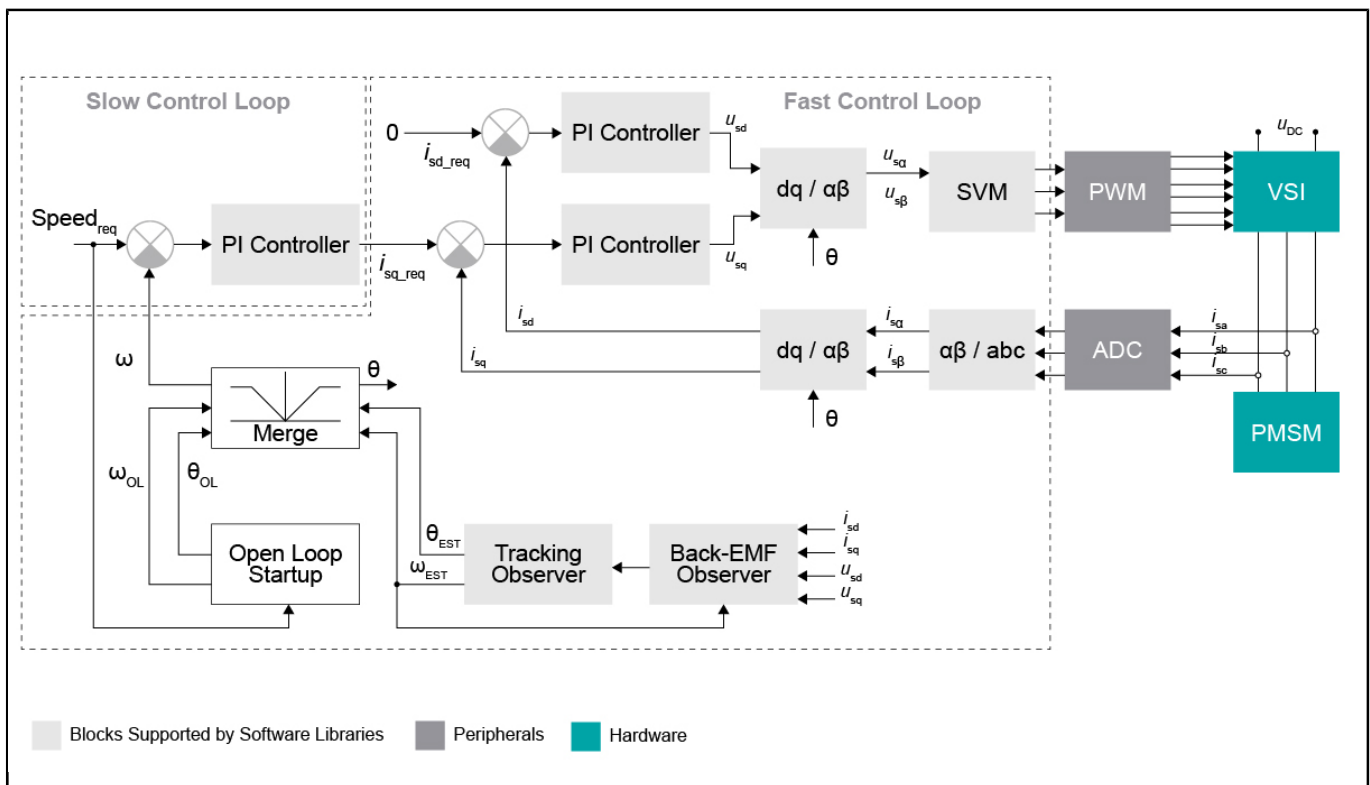 Slow Control Loop
Fast Control Loop
0
i_sd_req
PI Controller
u_sd
dq / αβ
θ
u_sα
u_sβ
SVM
PWM
u_DC
VSI
Speed_req
PI Controller
i_sq_req
PI Controller
u_sq
i_sd
i_sq
dq / αβ
θ
i_sα
i_sβ
αβ / abc
ADC
i_sa
i_sb
i_sc
PMSM
ω
θ
Merge
ω_OL
θ_OL
Open Loop
Startup
θ_EST
ω_EST
Tracking
Observer
Back-EMF
Observer
i_sd
i_sq
u_sd
u_sq
Blocks Supported by Software Libraries
Peripherals
Hardware